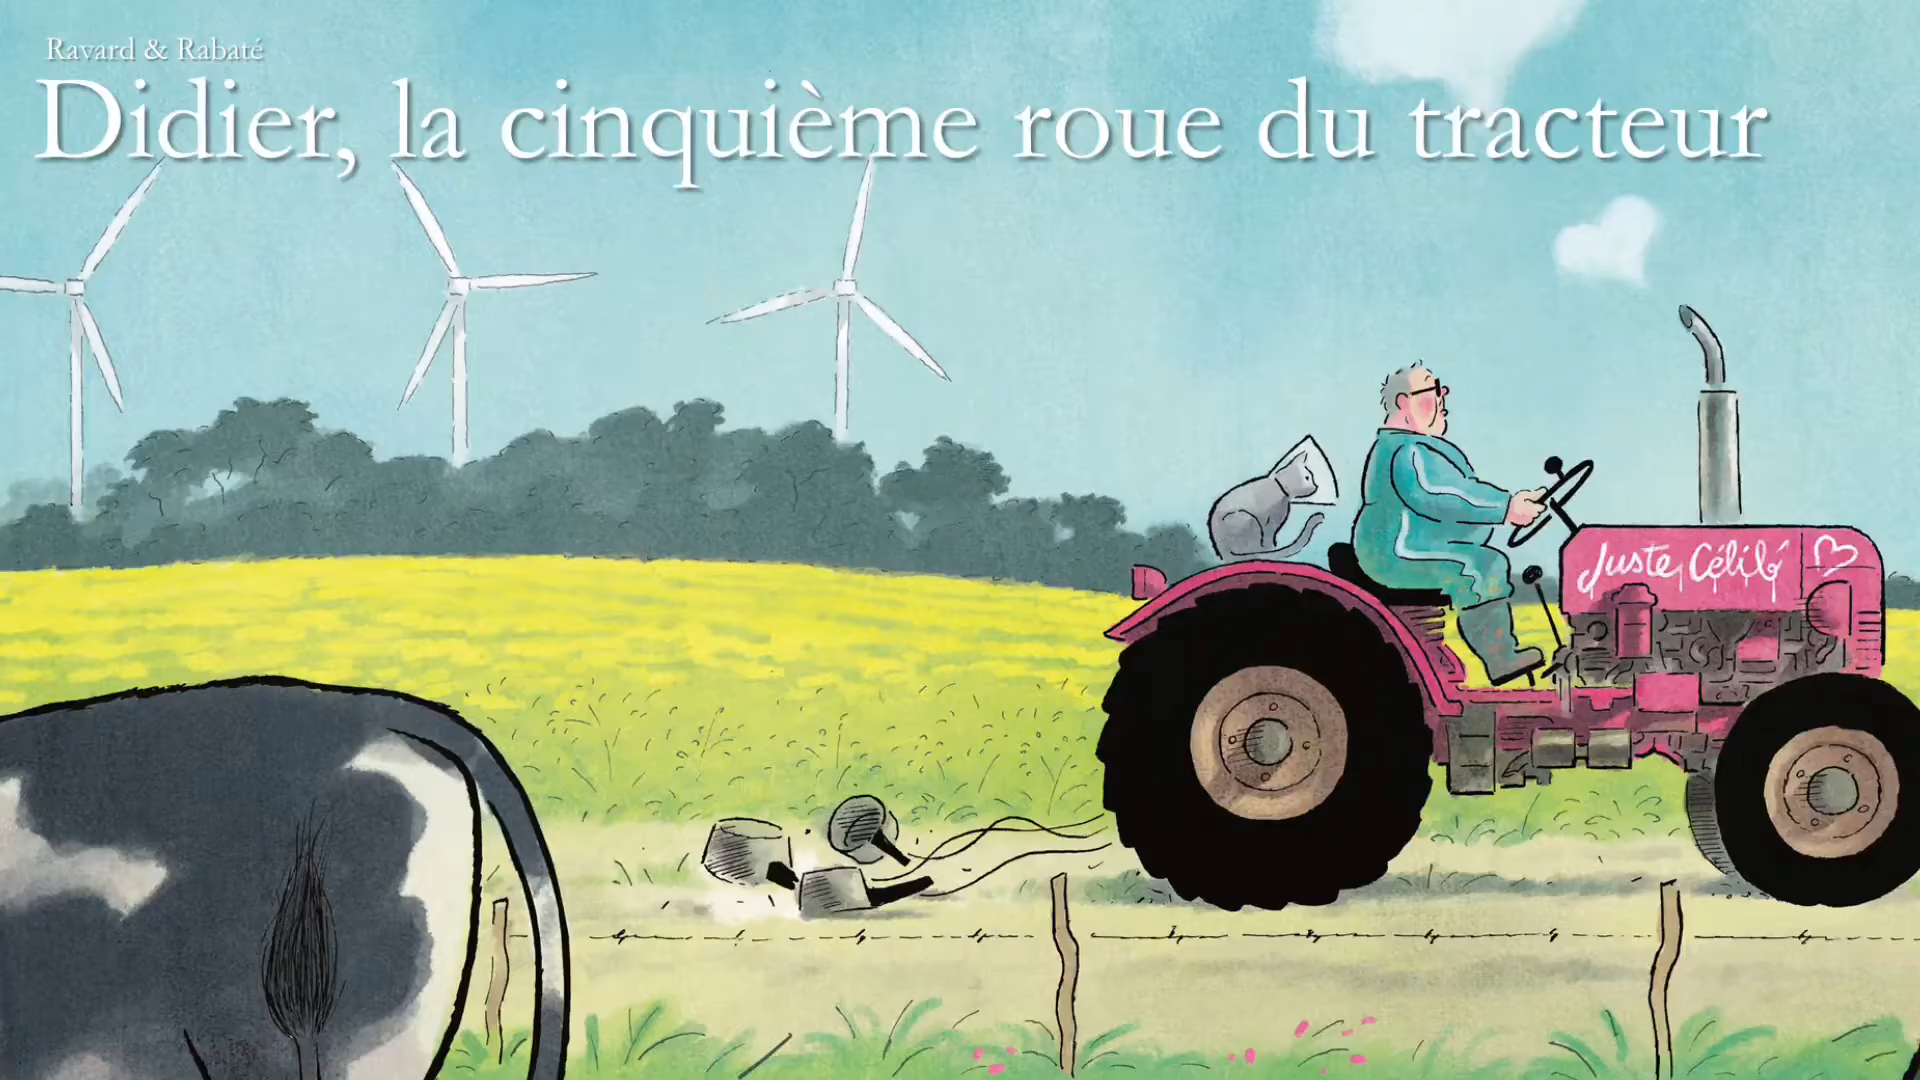 Ravard & Rabaté
Didier, la cinquième roue du tracteur
Juste Célib'